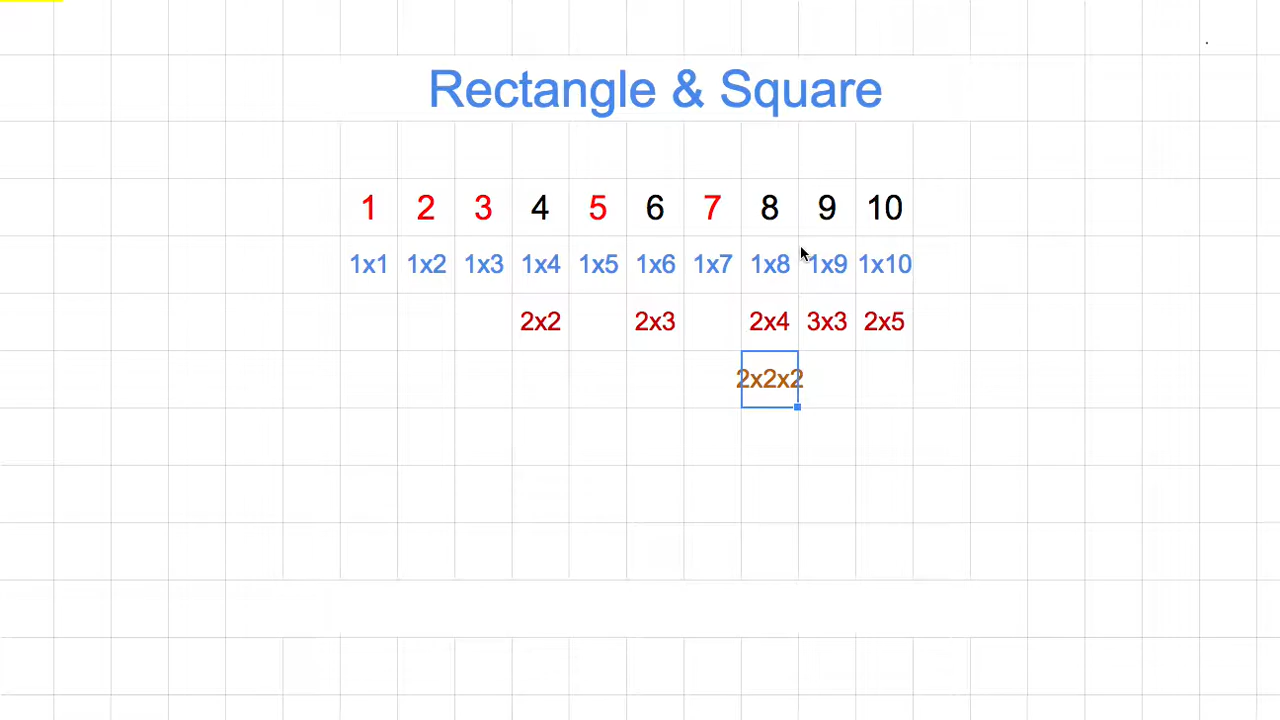 Rectangle & Square
1 2 3 4 5 6 7 8 9 10
1x1 1x2 1x3 1x4 1x5 1x6 1x7 1x8 1x9 1x10
2x2 2x3 2x4 3x3 2x5
2x2x2